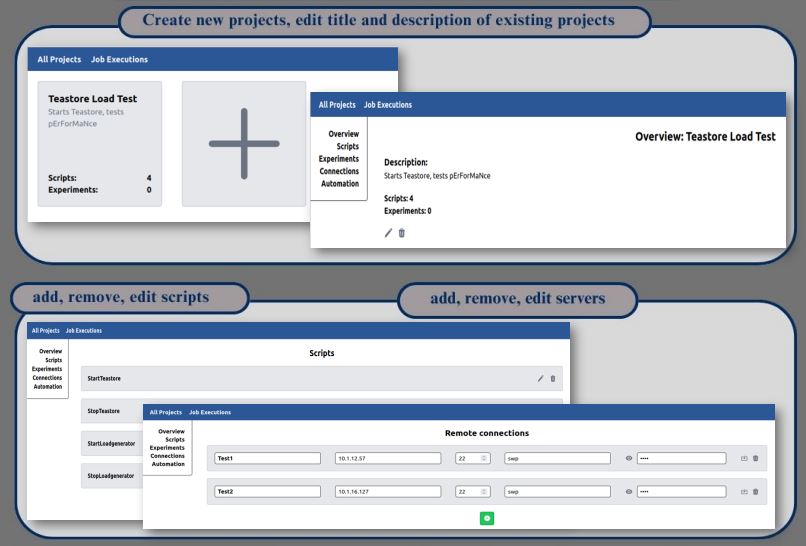 Create new projects, edit title and description of existing projects
All Projects Job Executions
Teastore Load Test
Starts Teastore, tests
pErForMaNce
Scripts: 4
Experiments: 0
All Projects Job Executions
Overview
Scripts
Experiments
Connections
Automation
Overview: Teastore Load Test
Description:
Starts Teastore, tests pErForMaNce
Scripts: 4
Experiments: 0
add, remove, edit scripts
add, remove, edit servers
All Projects Job Executions
Overview
Scripts
Experiments
Connections
Automation
Scripts
StartTeastore
StopTeastore
StartLoadgenerator
StopLoadgenerator
All Projects Job Executions
Overview
Scripts
Experiments
Connections
Automation
Remote connections
Test1 10.1.12.57 22 swp ••••
Test2 10.1.16.127 22 swp ••••